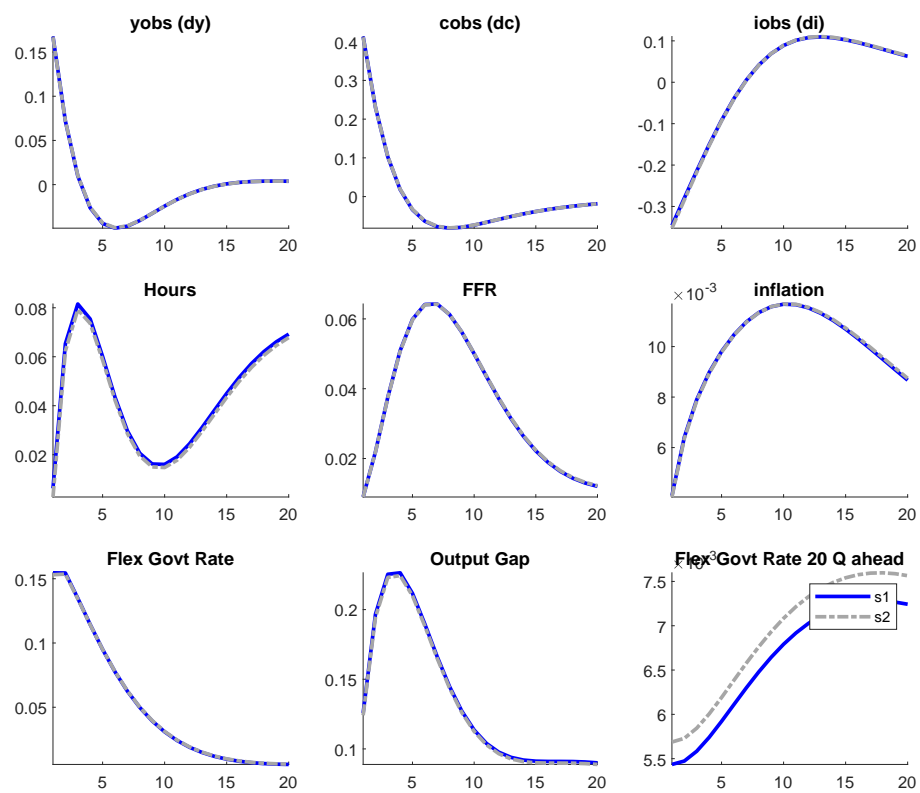 yobs (dy)
0.15
0.1
0.05
0
5 10 15 20
cobs (dc)
0.4
0.3
0.2
0.1
0
5 10 15 20
iobs (di)
0.1
0
-0.1
-0.2
-0.3
5 10 15 20
Hours
0.08
0.06
0.04
0.02
5 10 15 20
FFR
0.06
0.04
0.02
5 10 15 20
inflation
×10⁻³
10
8
6
5 10 15 20
Flex Govt Rate
0.15
0.1
0.05
5 10 15 20
Output Gap
0.2
0.15
0.1
5 10 15 20
Flex Govt Rate 20 Q ahead
7.5
7
6.5
6
5.5
s1
s2
5 10 15 20